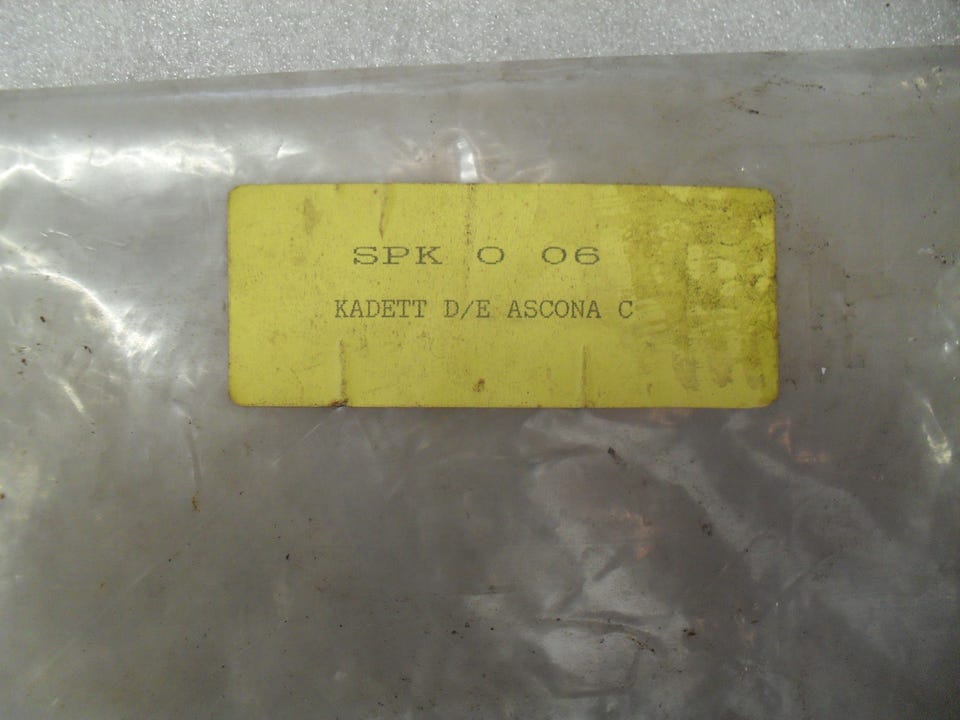 SPK O 06
KADETT D/E ASCONA C